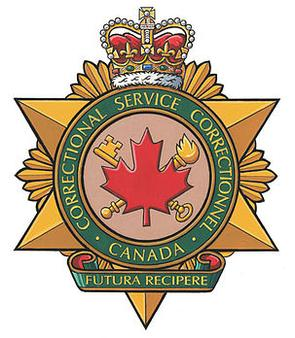 CORRECTIONAL SERVICE CORRECTIONNEL
· CANADA ·
FUTURA RECIPERE